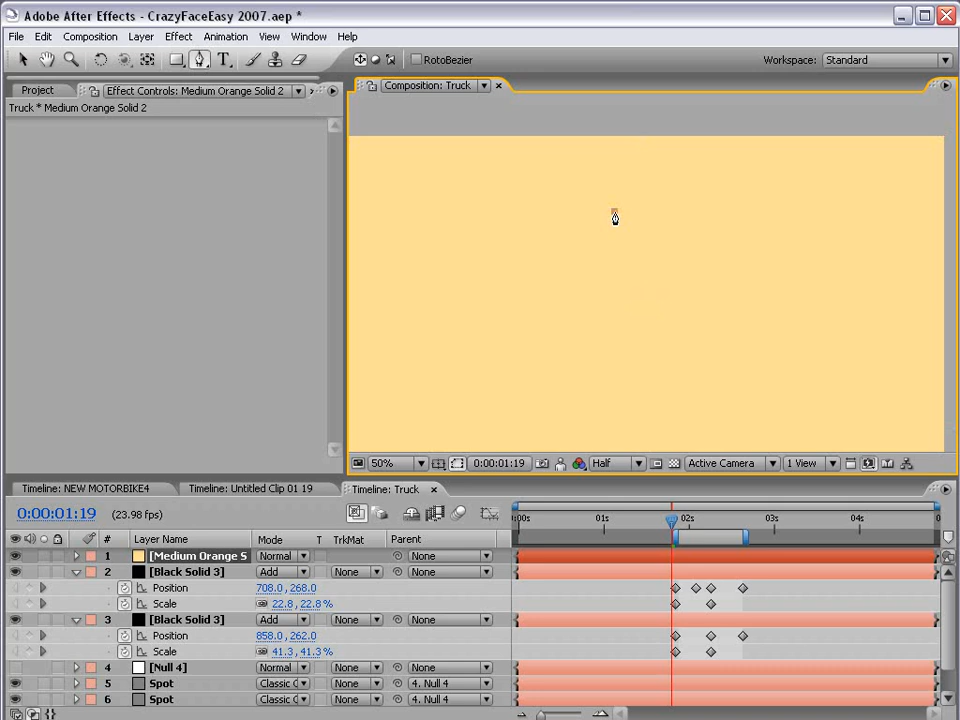 Adobe After Effects - CrazyFaceEasy 2007.aep *
File Edit Composition Layer Effect Animation View Window Help
RotoBezier
Workspace: Standard
Project Effect Controls: Medium Orange Solid 2
Composition: Truck
Truck * Medium Orange Solid 2
50% 0:00:01:19 Half Active Camera 1 View
Timeline: NEW MOTORBIKE4 Timeline: Untitled Clip 01 19 Timeline: Truck
0:00:01:19 (23.98 fps)
:00s 01s 02s 03s 04s 0
# Layer Name Mode T TrkMat Parent
1 [Medium Orange S Normal None
2 [Black Solid 3] Add None None
Position 708.0, 268.0
Scale 22.8, 22.8%
3 [Black Solid 3] Add None None
Position 858.0, 262.0
Scale 41.3, 41.3%
4 [Null 4] Normal None None
5 Spot Classic C None 4. Null 4
6 Spot Classic C None 4. Null 4